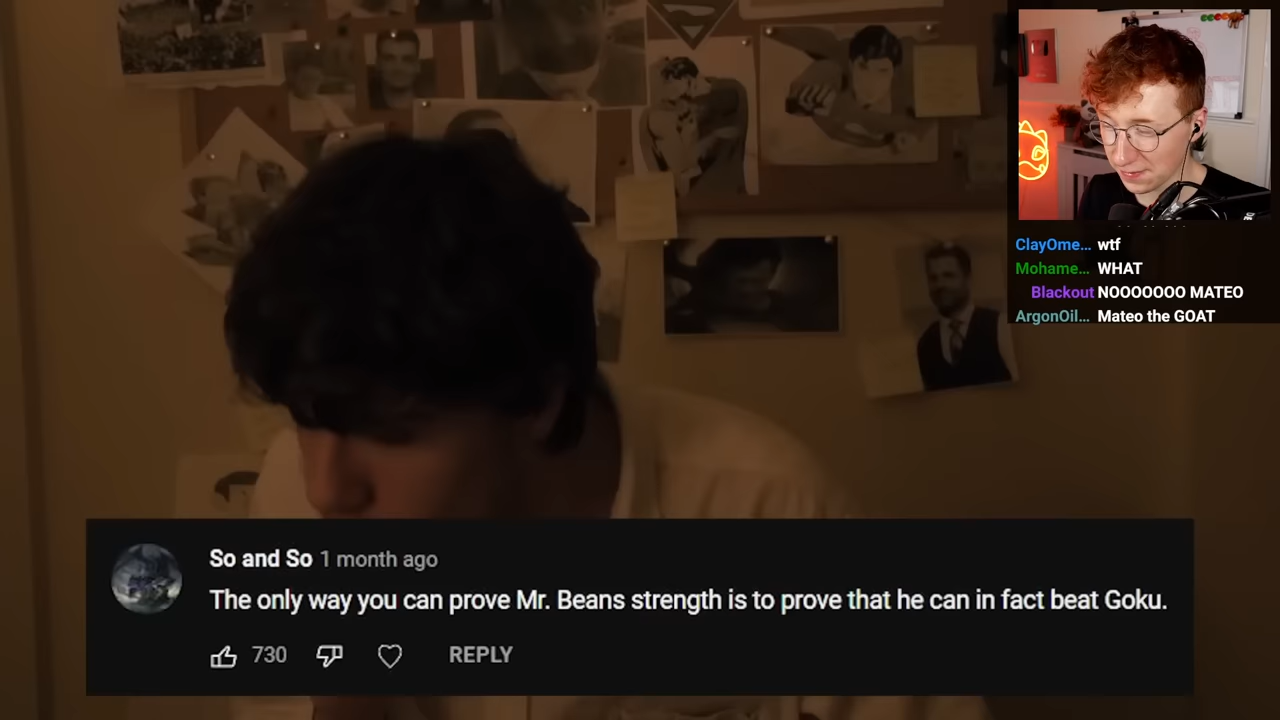 ClayOme... wtf
Mohame... WHAT
Blackout NOOOOOOO MATEO
ArgonOil... Mateo the GOAT
So and So 1 month ago
The only way you can prove Mr. Beans strength is to prove that he can in fact beat Goku.
730 REPLY